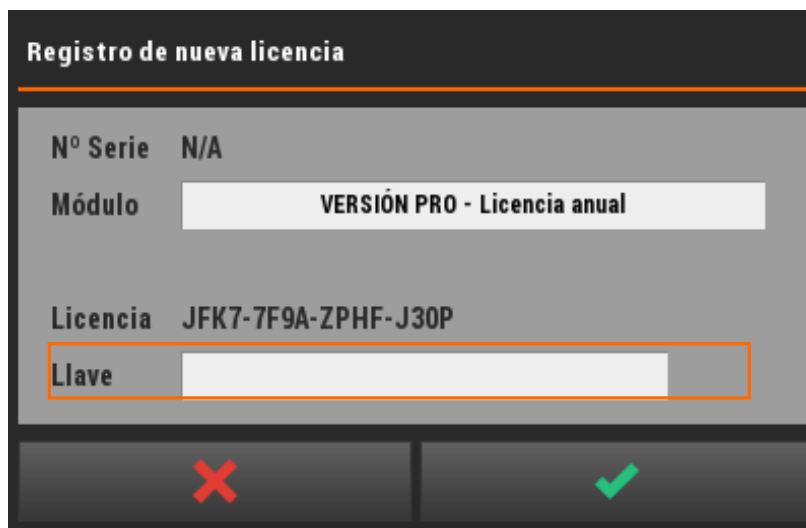 Registro de nueva licencia
Nº Serie N/A
Módulo VERSIÓN PRO - Licencia anual
Licencia JFK7-7F9A-ZPHF-J30P
Llave